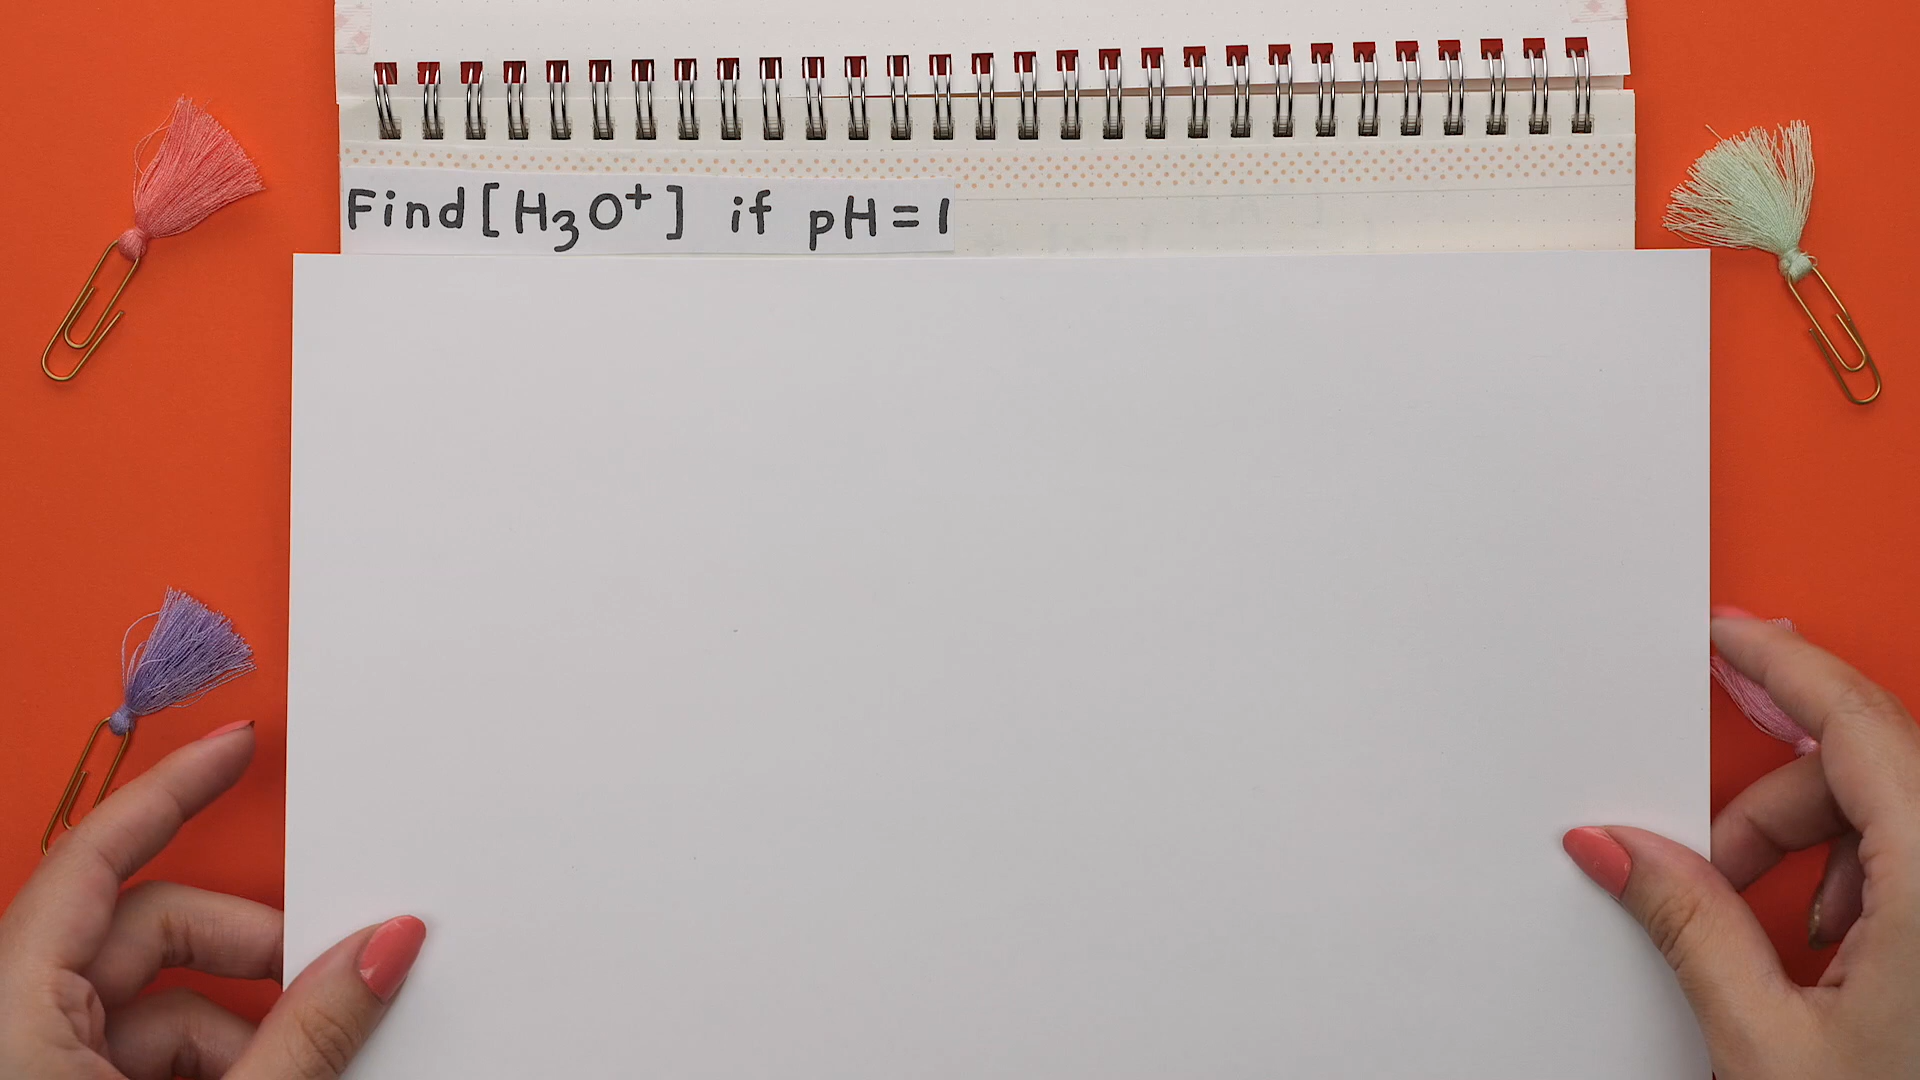 Find [H₃O⁺] if pH = 1